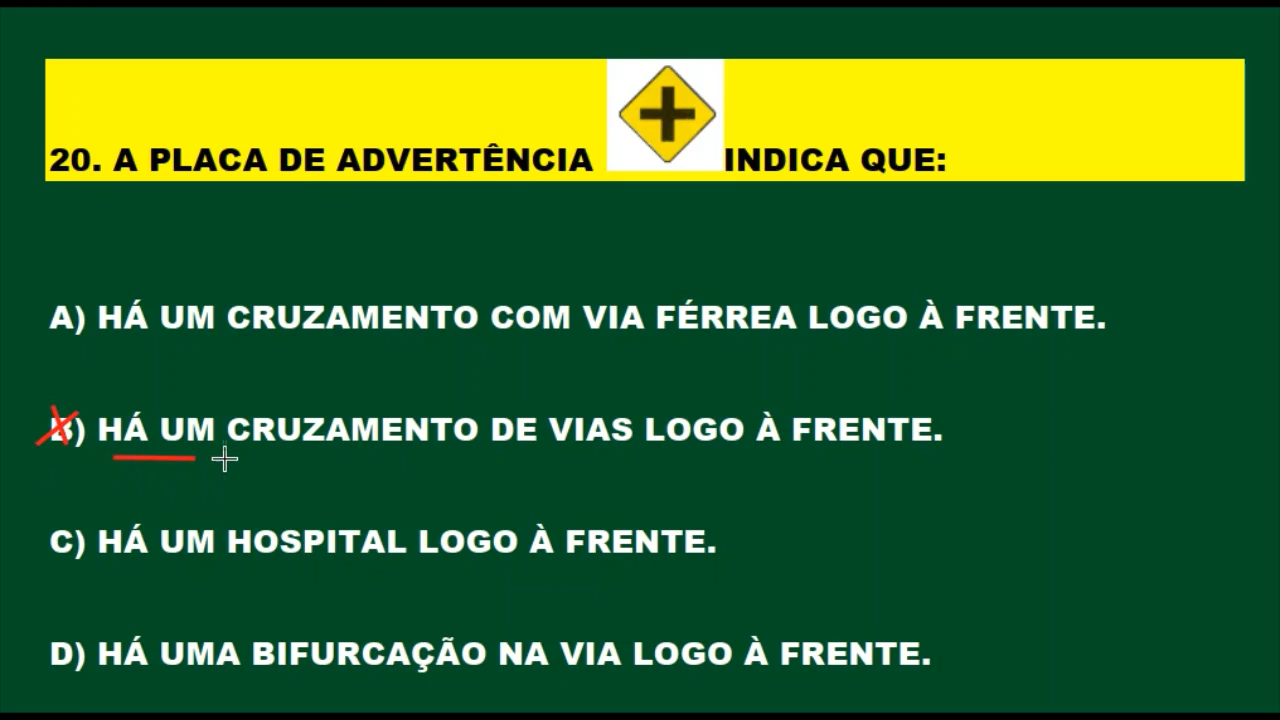 20. A PLACA DE ADVERTÊNCIA INDICA QUE:
A) HÁ UM CRUZAMENTO COM VIA FÉRREA LOGO À FRENTE.
B) HÁ UM CRUZAMENTO DE VIAS LOGO À FRENTE.
C) HÁ UM HOSPITAL LOGO À FRENTE.
D) HÁ UMA BIFURCAÇÃO NA VIA LOGO À FRENTE.